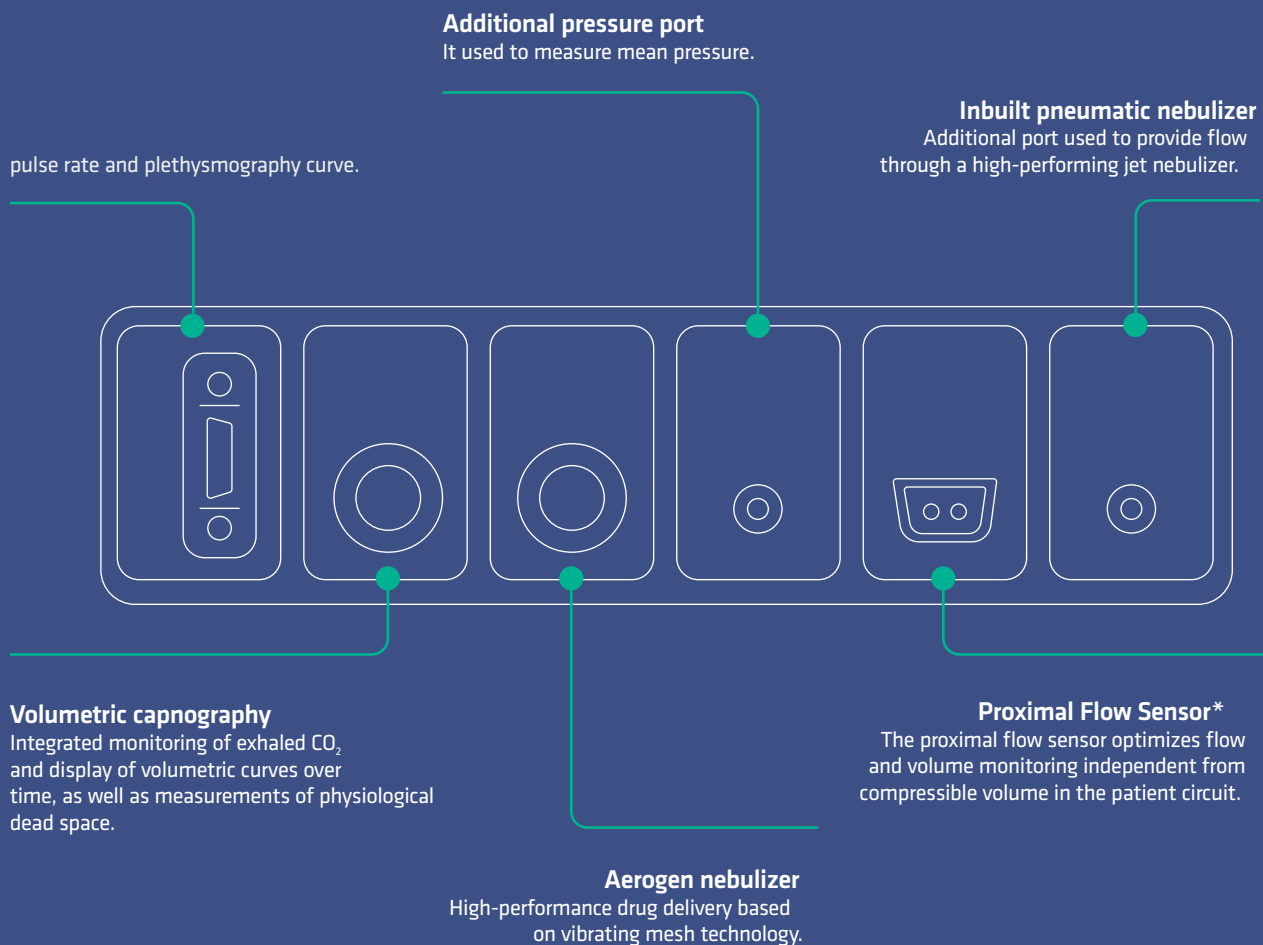 Additional pressure port
It used to measure mean pressure.
Inbuilt pneumatic nebulizer
Additional port used to provide flow
through a high-performing jet nebulizer.
pulse rate and plethysmography curve.
Volumetric capnography
Integrated monitoring of exhaled CO₂
and display of volumetric curves over
time, as well as measurements of physiological
dead space.
Proximal Flow Sensor*
The proximal flow sensor optimizes flow
and volume monitoring independent from
compressible volume in the patient circuit.
Aerogen nebulizer
High-performance drug delivery based
on vibrating mesh technology.